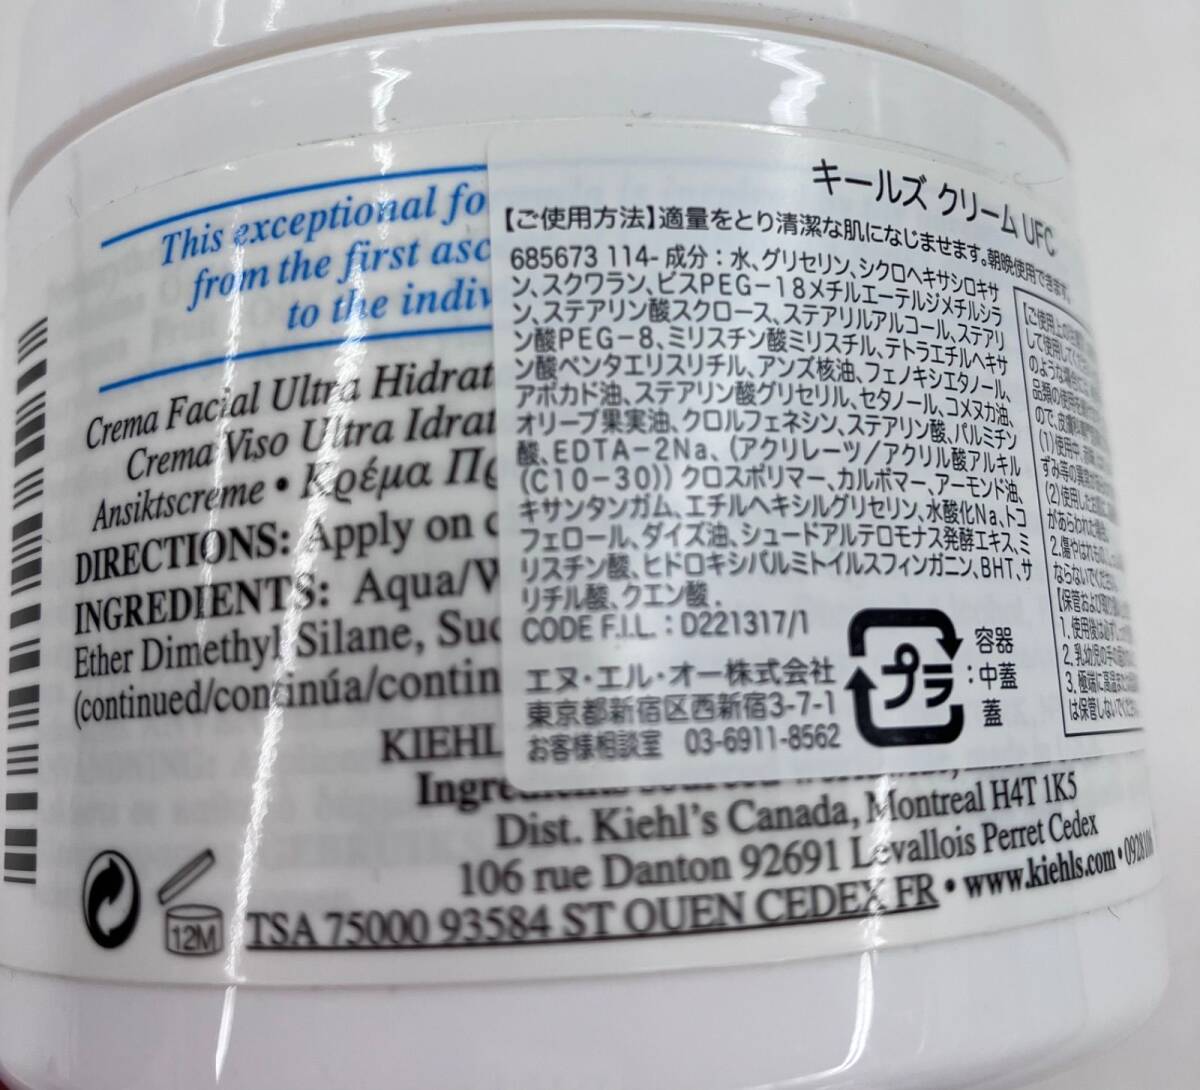 This exceptional fo
from the first asc
to the indiv
Crema Facial Ultra Hidrat
Crema Viso Ultra Idrat
Ansiktscreme • Κρέμα Πρ
DIRECTIONS: Apply on c
INGREDIENTS: Aqua/W
Ether Dimethyl Silane, Suc
(continued/continúa/contin
KIEHL
Dist. Kiehl's Canada, Montreal H4T 1K5
106 rue Danton 92691 Levallois Perret Cedex
TSA 75000 93584 ST OUEN CEDEX FR • www.kiehls.com •
12M
キールズ クリーム UFC
【ご使用方法】適量をとり清潔な肌になじませます。朝晩使用できます。
685673 114- 成分：水、グリセリン、シクロヘキサシロキサ
ン、スクワラン、ビスPEG-18メチルエーテルジメチルシラ
ン、ステアリン酸スクロース、ステアリルアルコール、ステアリ
ン酸PEG-8、ミリスチン酸ミリスチル、テトラエチルヘキサ
ン酸ペンタエリスリチル、アンズ核油、フェノキシエタノール、
アボカド油、ステアリン酸グリセリル、セタノール、コメヌカ油、
オリーブ果実油、クロルフェネシン、ステアリン酸、パルミチン
酸、EDTA-2Na、(アクリレーツ/アクリル酸アルキル
(C10-30))クロスポリマー、カルボマー、アーモンド油、
キサンタンガム、エチルヘキシルグリセリン、水酸化Na、トコ
フェロール、ダイズ油、シュードアルテロモナス発酵エキス、ミ
リスチン酸、ヒドロキシパルミトイルスフィンガニン、BHT、サ
リチル酸、クエン酸.
CODE F.I.L. : D221317/1
エヌ・エル・オー株式会社
東京都新宿区西新宿3-7-1
お客様相談室 03-6911-8562
プラ
容器
：中蓋
蓋